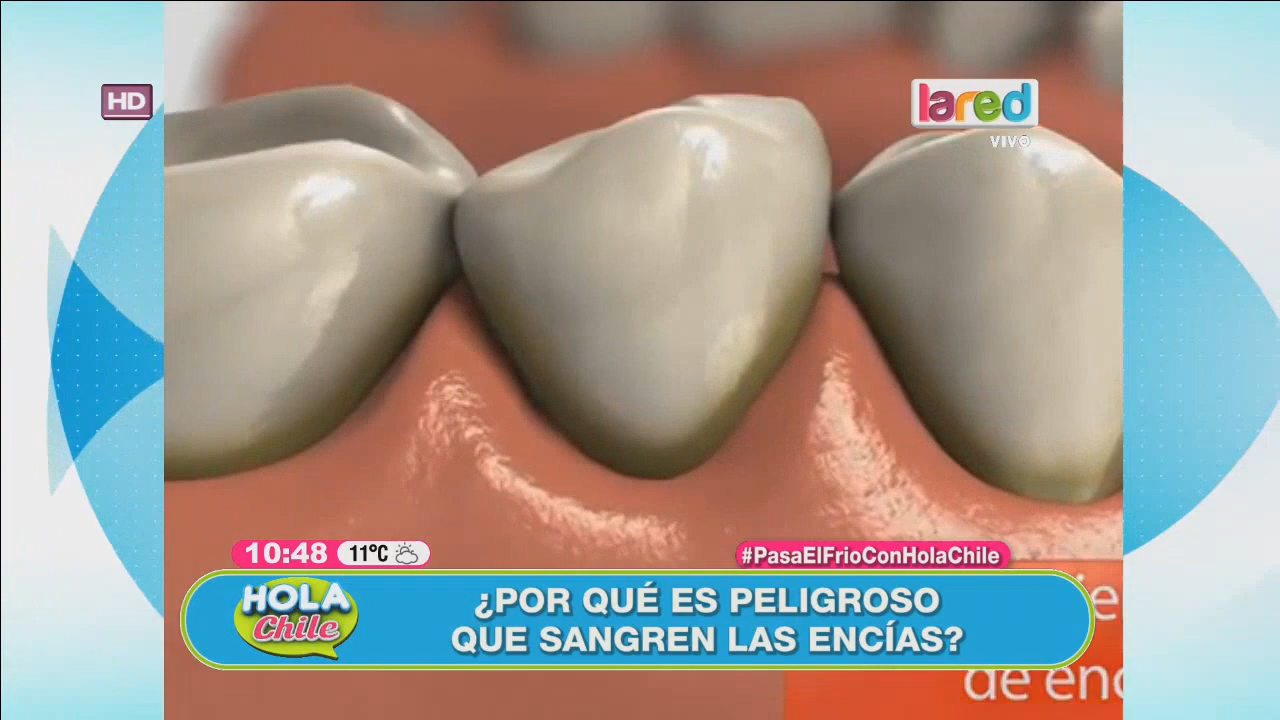 HD
lared
VIVO
10:48 11°C
#PasaElFrioConHolaChile
HOLA
Chile
¿POR QUÉ ES PELIGROSO
QUE SANGREN LAS ENCÍAS?
de enc